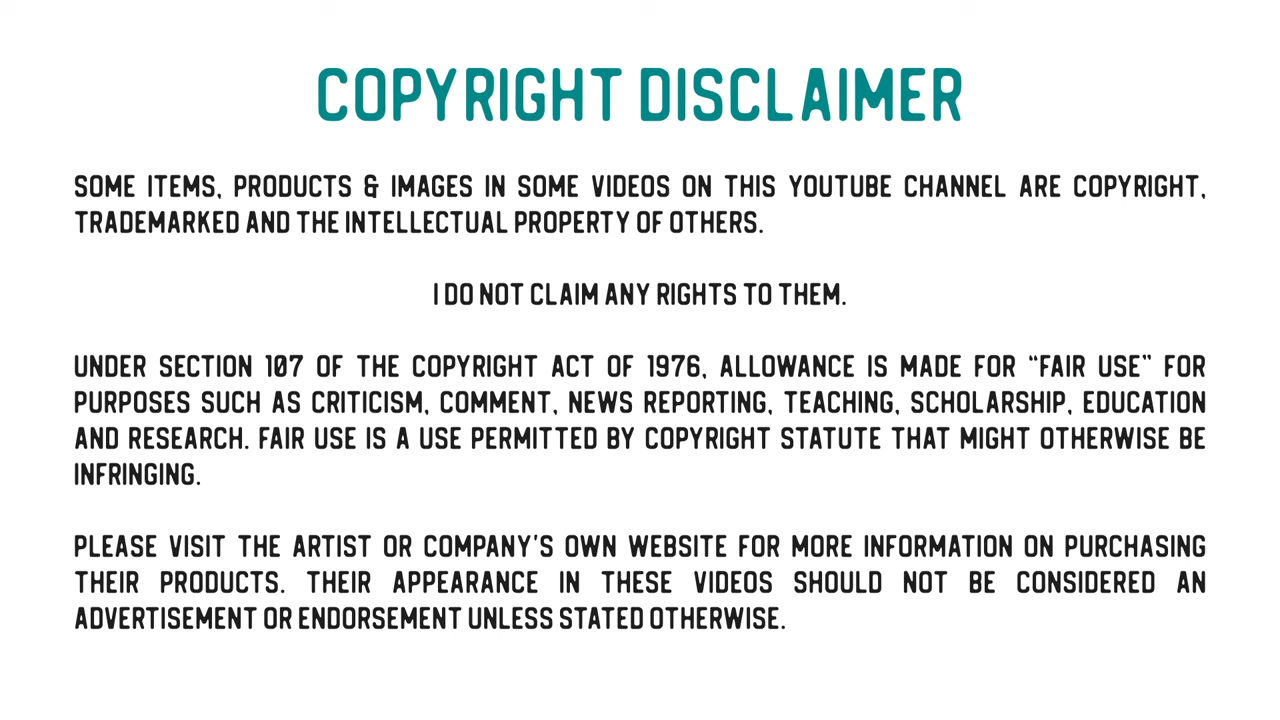 COPYRIGHT DISCLAIMER
SOME ITEMS, PRODUCTS & IMAGES IN SOME VIDEOS ON THIS YOUTUBE CHANNEL ARE COPYRIGHT,
TRADEMARKED AND THE INTELLECTUAL PROPERTY OF OTHERS.
I DO NOT CLAIM ANY RIGHTS TO THEM.
UNDER SECTION 107 OF THE COPYRIGHT ACT OF 1976, ALLOWANCE IS MADE FOR “FAIR USE” FOR
PURPOSES SUCH AS CRITICISM, COMMENT, NEWS REPORTING, TEACHING, SCHOLARSHIP, EDUCATION
AND RESEARCH. FAIR USE IS A USE PERMITTED BY COPYRIGHT STATUTE THAT MIGHT OTHERWISE BE
INFRINGING.
PLEASE VISIT THE ARTIST OR COMPANY'S OWN WEBSITE FOR MORE INFORMATION ON PURCHASING
THEIR PRODUCTS. THEIR APPEARANCE IN THESE VIDEOS SHOULD NOT BE CONSIDERED AN
ADVERTISEMENT OR ENDORSEMENT UNLESS STATED OTHERWISE.